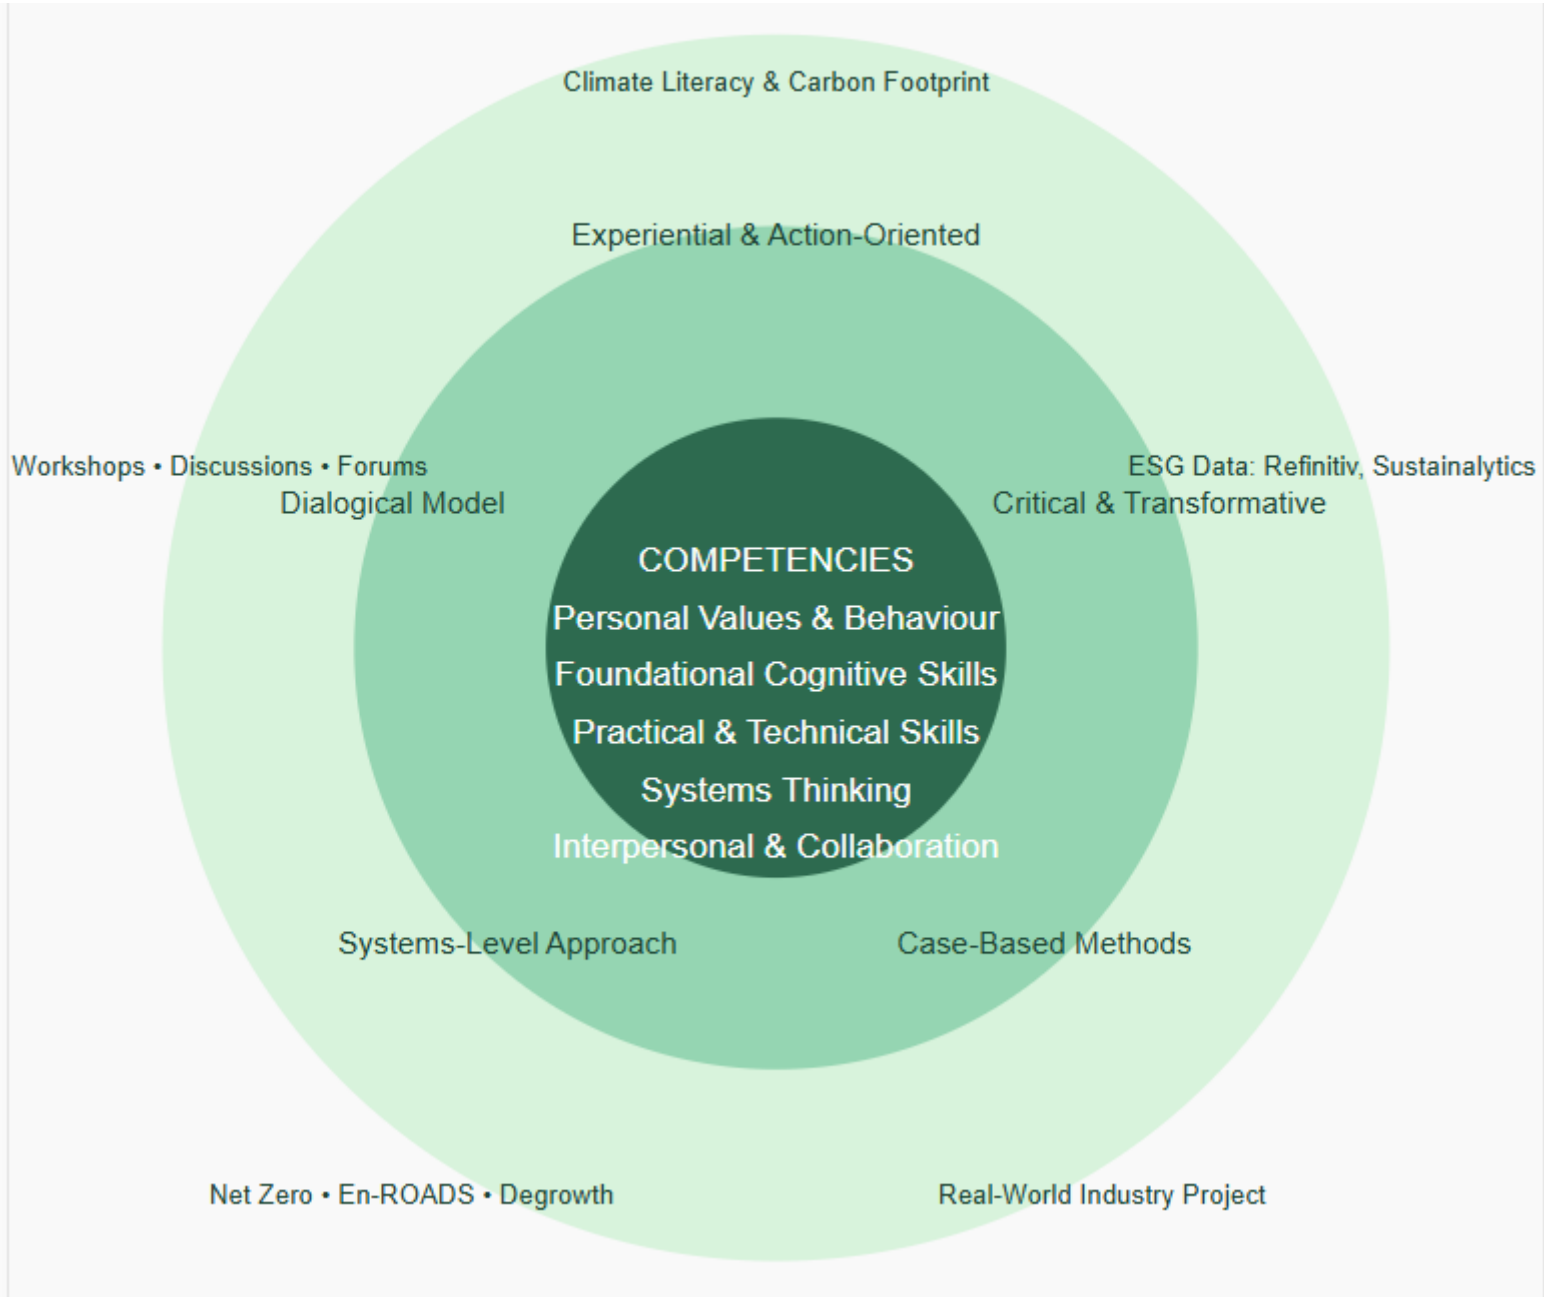 Climate Literacy & Carbon Footprint
Experiential & Action-Oriented
Workshops • Discussions • Forums
ESG Data: Refinitiv, Sustainalytics
Dialogical Model
Critical & Transformative
COMPETENCIES
Personal Values & Behaviour
Foundational Cognitive Skills
Practical & Technical Skills
Systems Thinking
Interpersonal & Collaboration
Systems-Level Approach
Case-Based Methods
Net Zero • En-ROADS • Degrowth
Real-World Industry Project